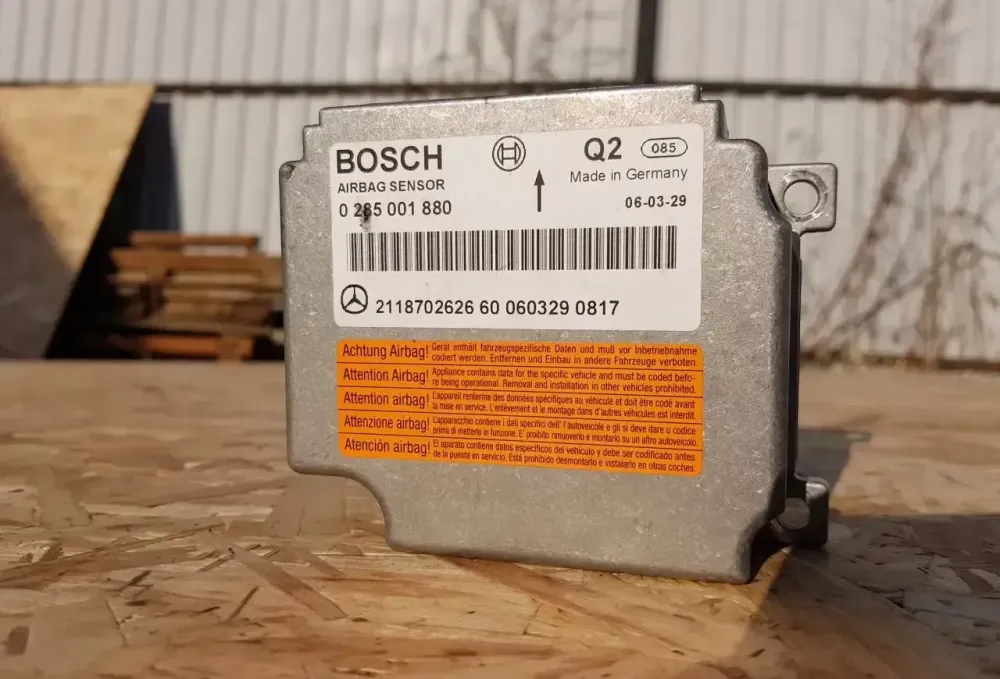 BOSCH
AIRBAG SENSOR
0 285 001 880
Q2 085
Made in Germany
06-03-29
2118702626 60 060329 0817
Achtung Airbag! Gerät enthält fahrzeugspezifische Daten und muß vor Inbetriebnahme
codiert werden. Entfernen und Einbau in andere Fahrzeuge verboten.
Attention Airbag! Appliance contains data for the specific vehicle and must be coded befo-
re being operational. Removal and installation in other vehicles prohibited.
Attention airbag! L'appareil renferme des données spécifiques au véhicule et doit être codé avant
la mise en service. L'enièvement et le montage dans d'autres véhicules est interdit.
Attenzione airbag! L'apparecchio contiene i dati specifici dell' l'autoveicolo e gli si deve dare u codice
prima di metterlo in funzione. E' proibito rimuoverlo e montarlo su un altro autoveicolo.
Atención airbag! El aparato contiene datos específicos del vehículo y debe ser codificado antes
de la puesta en servicio. Está prohibido desmontarlo e instalarlo en otros coches.